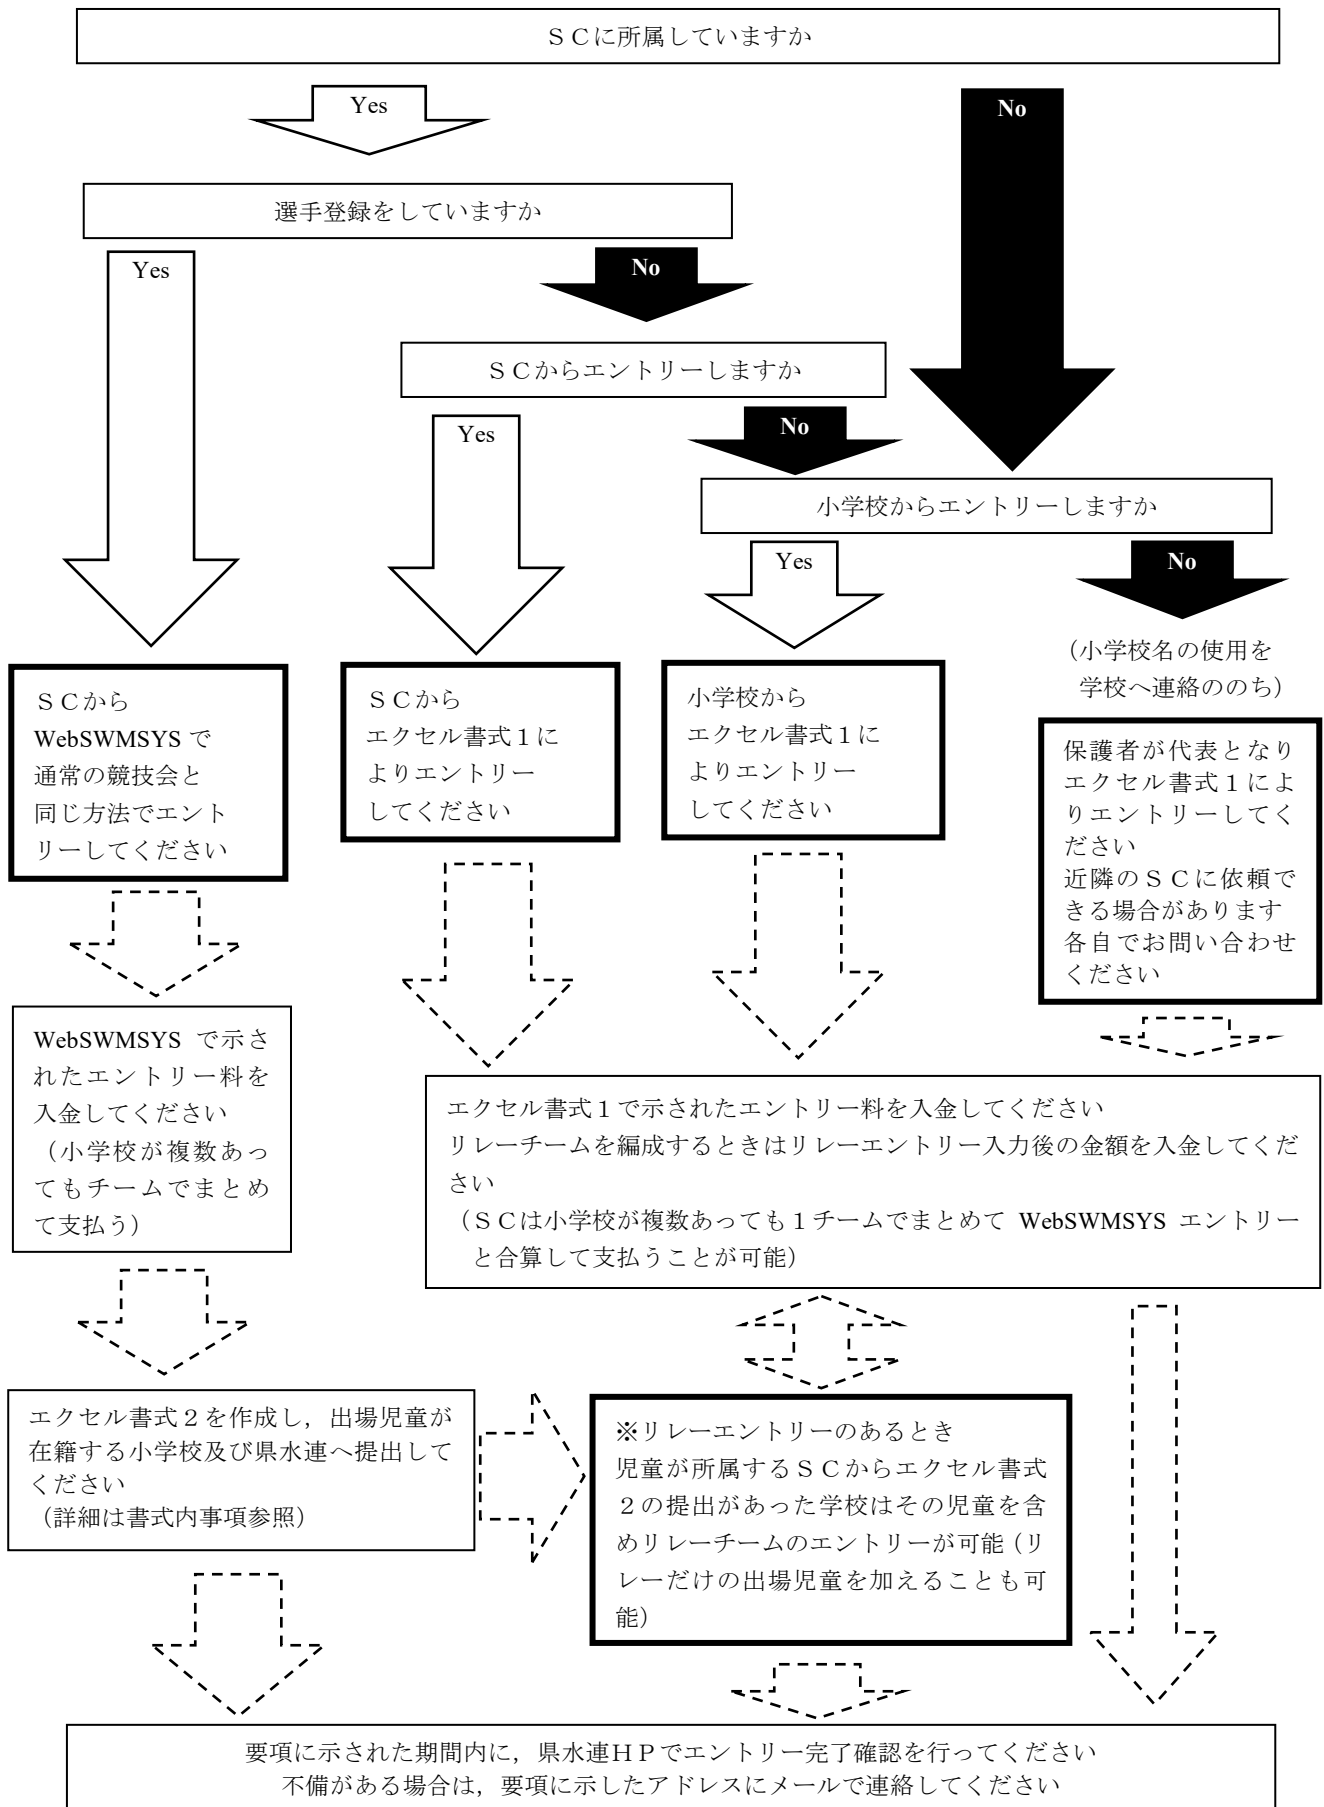 ＳＣに所属していますか
Yes
No
選手登録をしていますか
Yes
No
ＳＣからエントリーしますか
Yes
No
小学校からエントリーしますか
Yes
No
（小学校名の使用を
学校へ連絡ののち）
ＳＣから
WebSWMSYS で
通常の競技会と
同じ方法でエント
リーしてください
ＳＣから
エクセル書式１に
よりエントリー
してください
小学校から
エクセル書式１に
よりエントリー
してください
保護者が代表となり
エクセル書式１によ
りエントリーしてく
ださい
近隣のＳＣに依頼で
きる場合があります
各自でお問い合わせ
ください
WebSWMSYS で示さ
れたエントリー料を
入金してください
（小学校が複数あっ
てもチームでまとめ
て支払う）
エクセル書式１で示されたエントリー料を入金してください
リレーチームを編成するときはリレーエントリー入力後の金額を入金してくだ
さい
（ＳＣは小学校が複数あっても１チームでまとめて WebSWMSYS エントリー
と合算して支払うことが可能）
エクセル書式２を作成し，出場児童が
在籍する小学校及び県水連へ提出して
ください
（詳細は書式内事項参照）
※リレーエントリーのあるとき
児童が所属するＳＣからエクセル書式
２の提出があった学校はその児童を含
めリレーチームのエントリーが可能（リ
レーだけの出場児童を加えることも可
能）
要項に示された期間内に，県水連ＨＰでエントリー完了確認を行ってください
不備がある場合は，要項に示したアドレスにメールで連絡してください